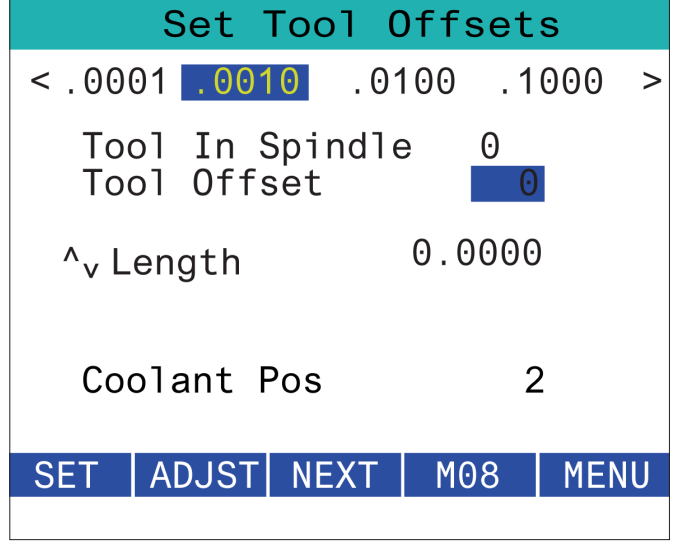 Set Tool Offsets
< .0001 .0010 .0100 .1000 >
Tool In Spindle 0
Tool Offset 0
^v Length 0.0000
Coolant Pos 2
SET ADJST NEXT M08 MENU